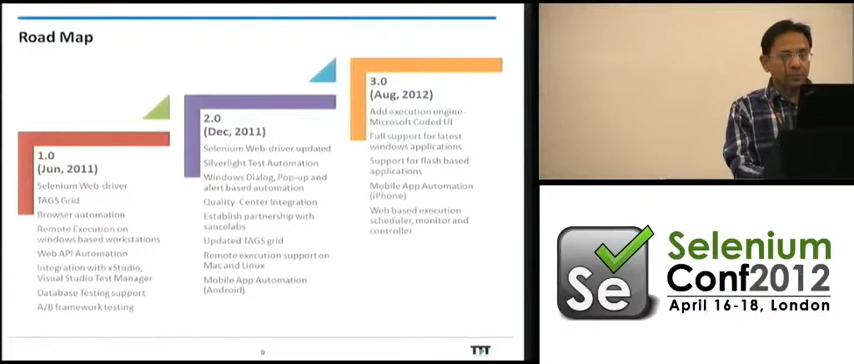 Road Map
1.0
(Jun, 2011)
Selenium Web-driver
TAGS Grid
Browser automation
Remote Execution on
windows based workstations
Web API Automation
Integration with xStudio,
Visual Studio Test Manager
Database Testing support
A/B framework testing
2.0
(Dec, 2011)
Selenium Web-driver updated
Silverlight Test Automation
Windows Dialog, Pop-up and
alert based automation
Quality Center Integration
Establish partnership with
saucelabs
Updated TAGS grid
Remote execution support on
Mac and Linux
Mobile App Automation
(Android)
3.0
(Aug, 2012)
Add execution engine-
Microsoft Coded UI
Full support for latest
windows applications
Support for flash based
applications
Mobile App Automation
(iPhone)
Web based execution
scheduler, monitor and
controller
Se
Selenium
Conf2012
April 16-18, London